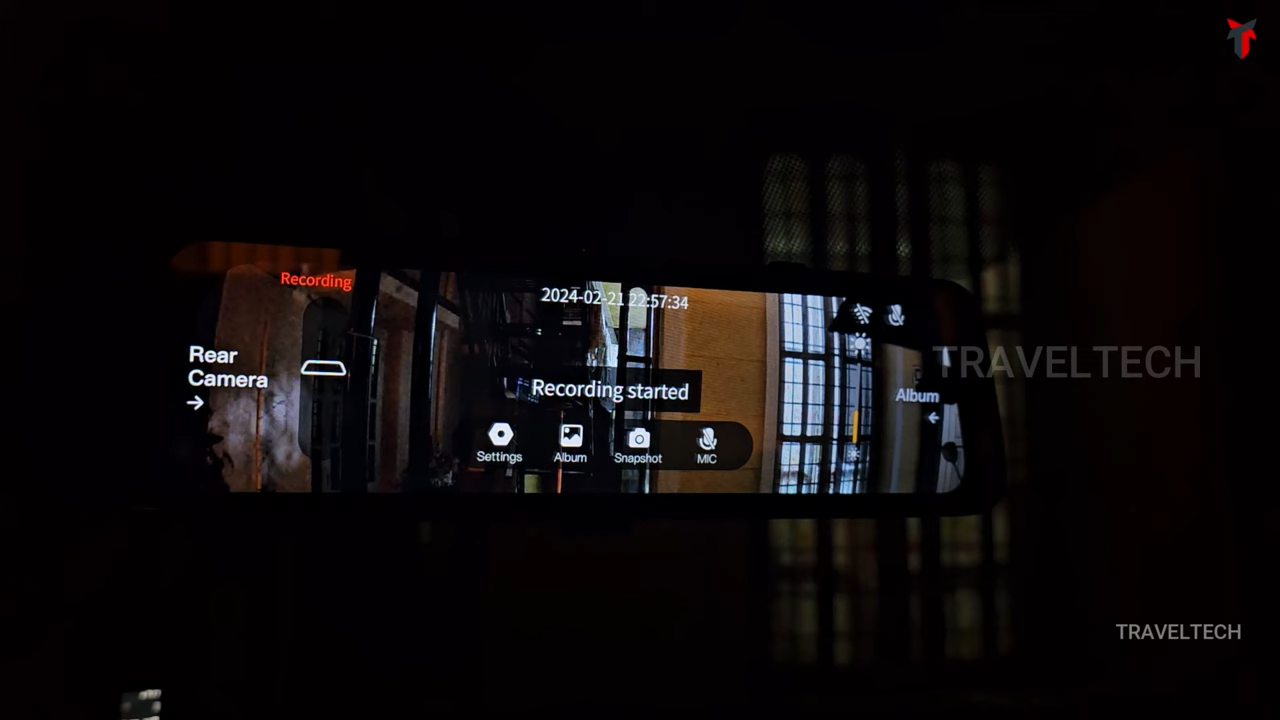 Recording
2024-02-21 22:57:34
Rear
Camera
Recording started
Album
Settings
Album
Snapshot
MIC
TRAVELTECH
TRAVELTECH